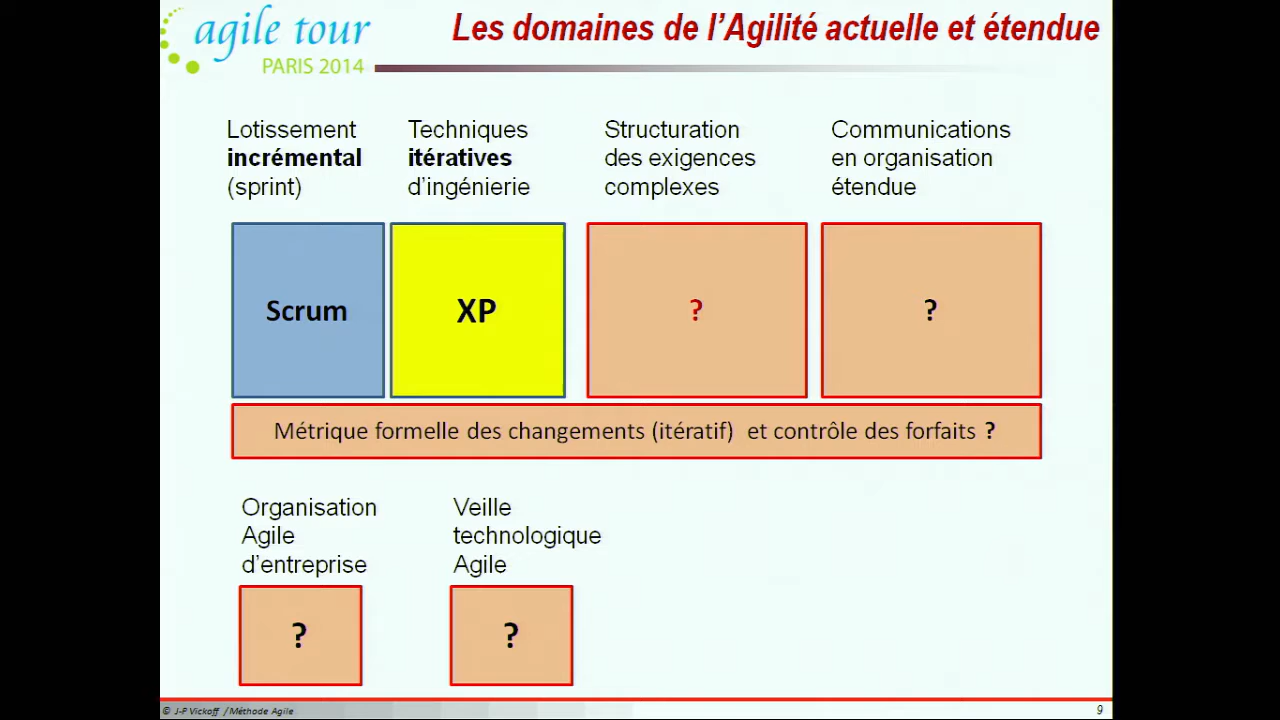 agile tour
PARIS 2014
Les domaines de l’Agilité actuelle et étendue
Lotissement
incrémental
(sprint)
Techniques
itératives
d’ingénierie
Structuration
des exigences
complexes
Communications
en organisation
étendue
Scrum
XP
?
?
Métrique formelle des changements (itératif) et contrôle des forfaits ?
Organisation
Agile
d’entreprise
Veille
technologique
Agile
?
?
© J-P Vickoff /Méthode Agile
9